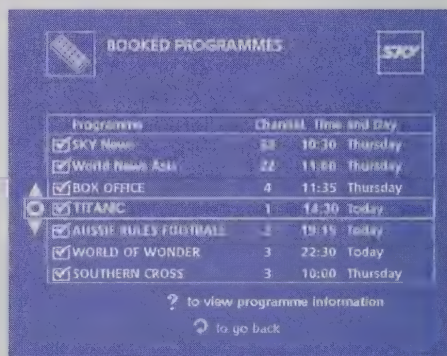 BOOKED PROGRAMMES
SKY
Programme Channel Time and Day
SKY News 10:30 Thursday
World News Asia 22 11:00 Thursday
BOX OFFICE 4 11:35 Thursday
TITANIC 1 14:30 Today
AUSSIE RULES FOOTBALL 19:15 Today
WORLD OF WONDER 3 22:30 Today
SOUTHERN CROSS 3 10:00 Thursday
? to view programme information
to go back